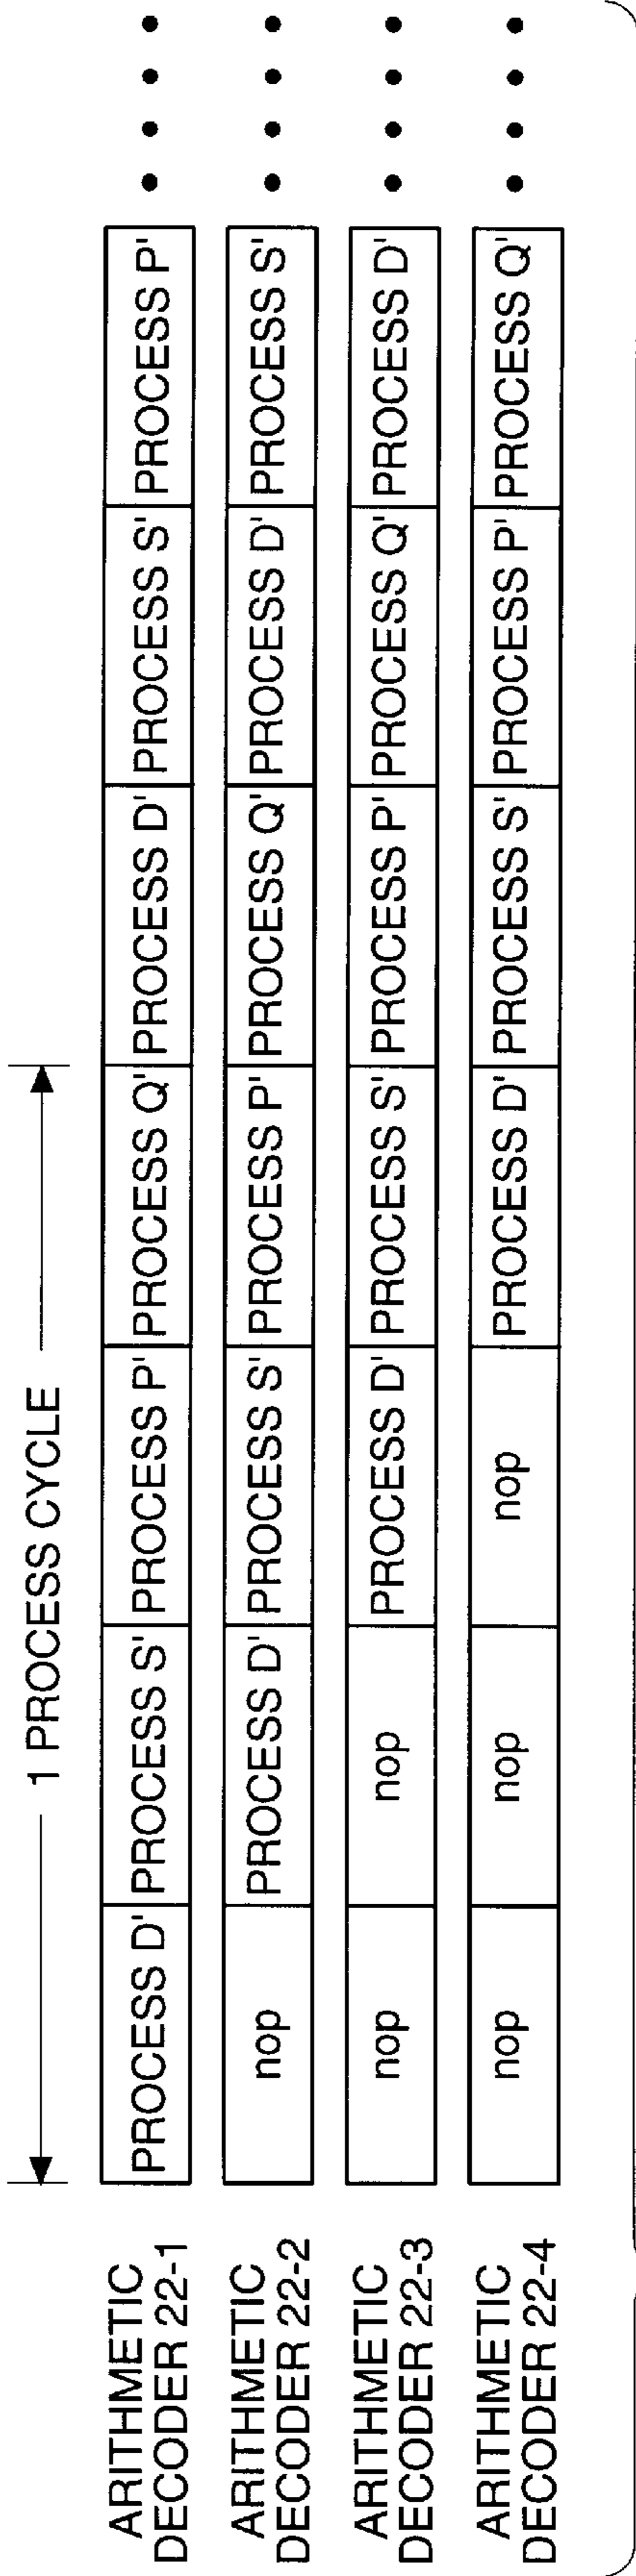 1 PROCESS CYCLE
ARITHMETIC
DECODER 22-1
PROCESS D' PROCESS S' PROCESS P' PROCESS Q' PROCESS D' PROCESS S' PROCESS P'
ARITHMETIC
DECODER 22-2
nop PROCESS D' PROCESS S' PROCESS P' PROCESS Q' PROCESS D' PROCESS S'
ARITHMETIC
DECODER 22-3
nop nop PROCESS D' PROCESS S' PROCESS P' PROCESS Q' PROCESS D'
ARITHMETIC
DECODER 22-4
nop nop nop PROCESS D' PROCESS S' PROCESS P' PROCESS Q'